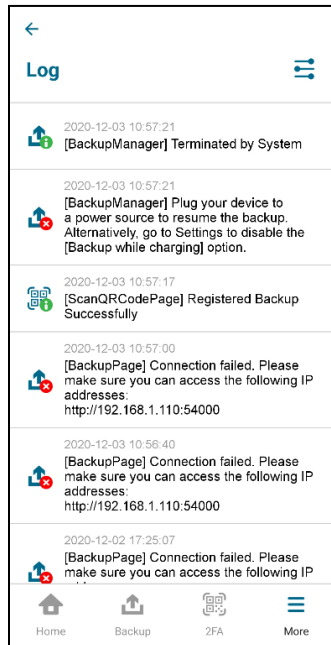 Log
2020-12-03 10:57:21
[BackupManager] Terminated by System
2020-12-03 10:57:21
[BackupManager] Plug your device to
a power source to resume the backup.
Alternatively, go to Settings to disable the
[Backup while charging] option.
2020-12-03 10:57:17
[ScanQRCodePage] Registered Backup
Successfully
2020-12-03 10:57:00
[BackupPage] Connection failed. Please
make sure you can access the following IP
addresses:
http://192.168.1.110:54000
2020-12-03 10:56:40
[BackupPage] Connection failed. Please
make sure you can access the following IP
addresses:
http://192.168.1.110:54000
2020-12-02 17:25:07
[BackupPage] Connection failed. Please
make sure you can access the following IP
Home
Backup
2FA
More